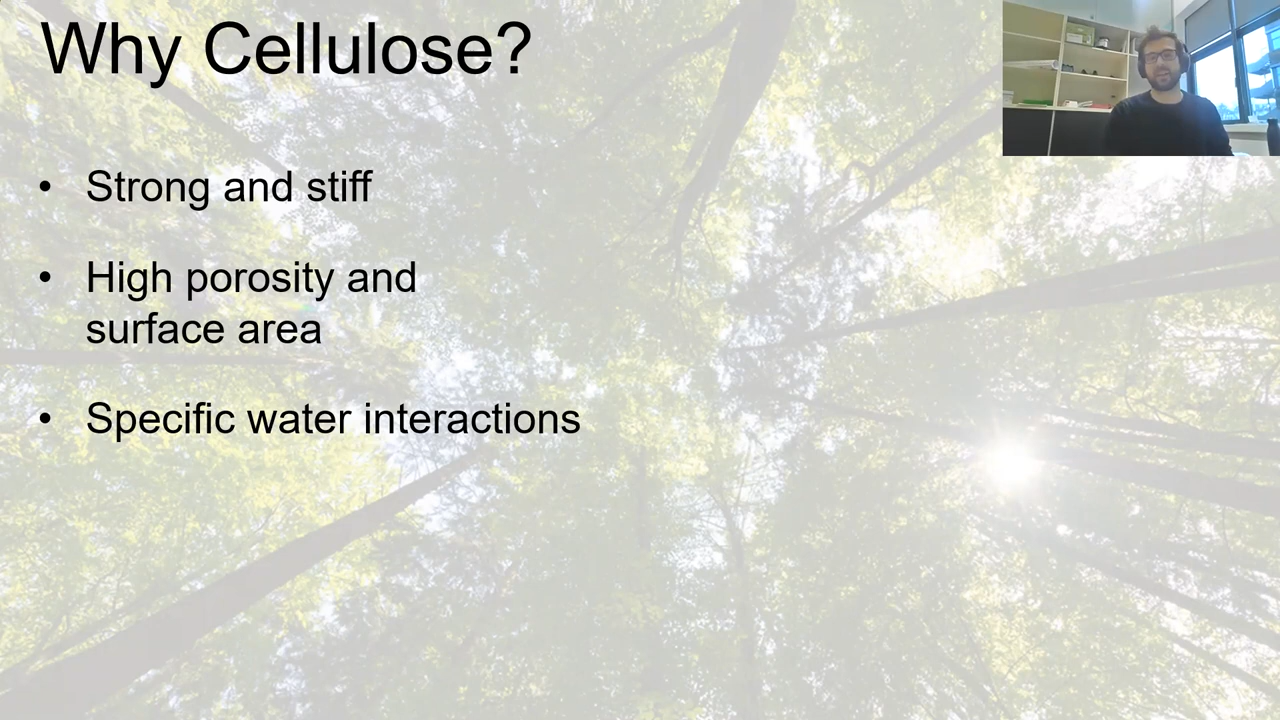 Why Cellulose?
• Strong and stiff
• High porosity and
surface area
• Specific water interactions